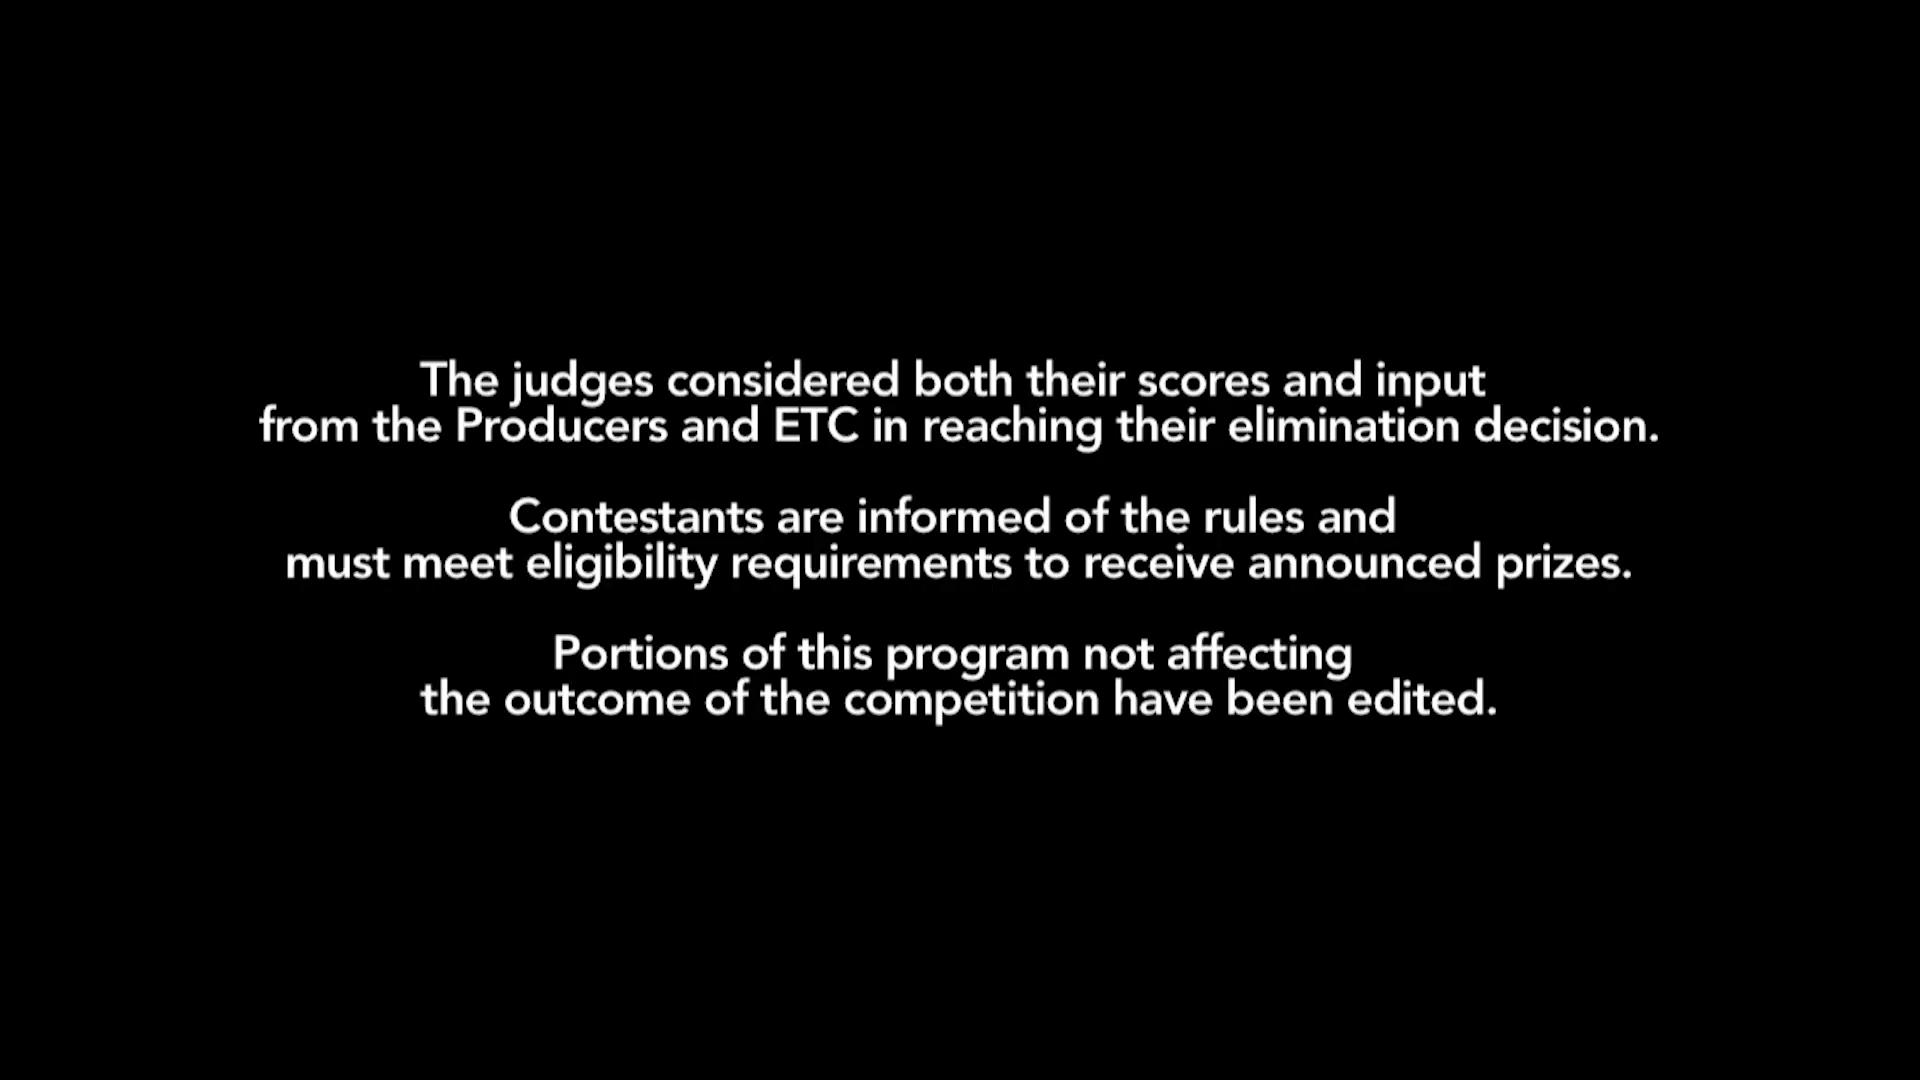 The judges considered both their scores and input
from the Producers and ETC in reaching their elimination decision.
Contestants are informed of the rules and
must meet eligibility requirements to receive announced prizes.
Portions of this program not affecting
the outcome of the competition have been edited.